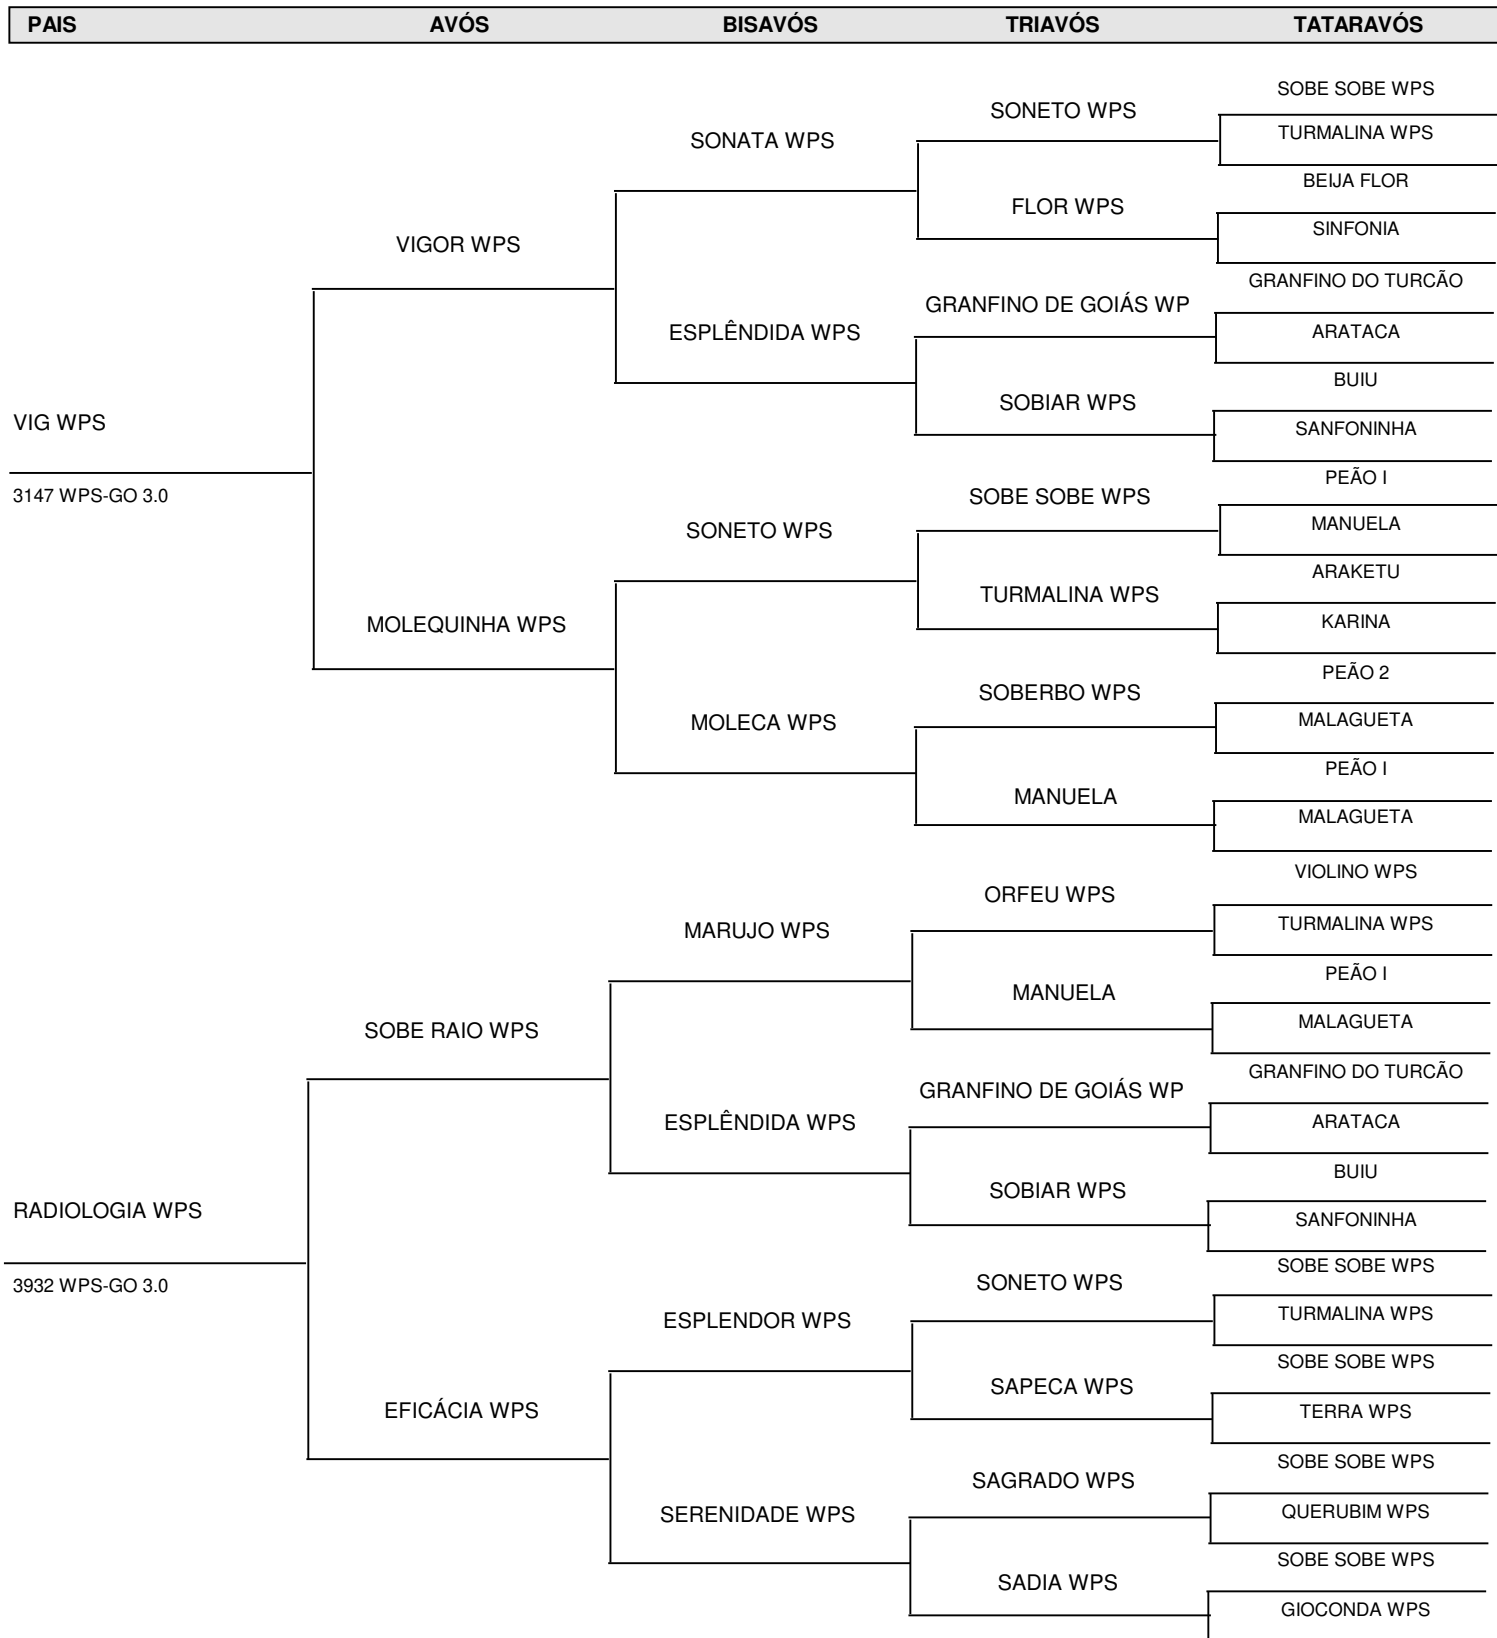 PAIS AVÓS BISAVÓS TRIAVÓS TATARAVÓS
SOBE SOBE WPS
SONETO WPS
TURMALINA WPS
SONATA WPS
BEIJA FLOR
FLOR WPS
SINFONIA
VIGOR WPS
GRANFINO DO TURCÃO
GRANFINO DE GOIÁS WP
ARATACA
ESPLÊNDIDA WPS
BUIU
SOBIAR WPS
SANFONINHA
VIG WPS
3147 WPS-GO 3.0
PEÃO I
SOBE SOBE WPS
MANUELA
SONETO WPS
ARAKETU
TURMALINA WPS
KARINA
MOLEQUINHA WPS
PEÃO 2
SOBERBO WPS
MALAGUETA
MOLECA WPS
PEÃO I
MANUELA
MALAGUETA
VIOLINO WPS
ORFEU WPS
TURMALINA WPS
MARUJO WPS
PEÃO I
MANUELA
MALAGUETA
SOBE RAIO WPS
GRANFINO DO TURCÃO
GRANFINO DE GOIÁS WP
ARATACA
ESPLÊNDIDA WPS
BUIU
SOBIAR WPS
SANFONINHA
RADIOLOGIA WPS
3932 WPS-GO 3.0
SOBE SOBE WPS
SONETO WPS
TURMALINA WPS
ESPLENDOR WPS
SOBE SOBE WPS
SAPECA WPS
TERRA WPS
EFICÁCIA WPS
SOBE SOBE WPS
SAGRADO WPS
QUERUBIM WPS
SERENIDADE WPS
SOBE SOBE WPS
SADIA WPS
GIOCONDA WPS